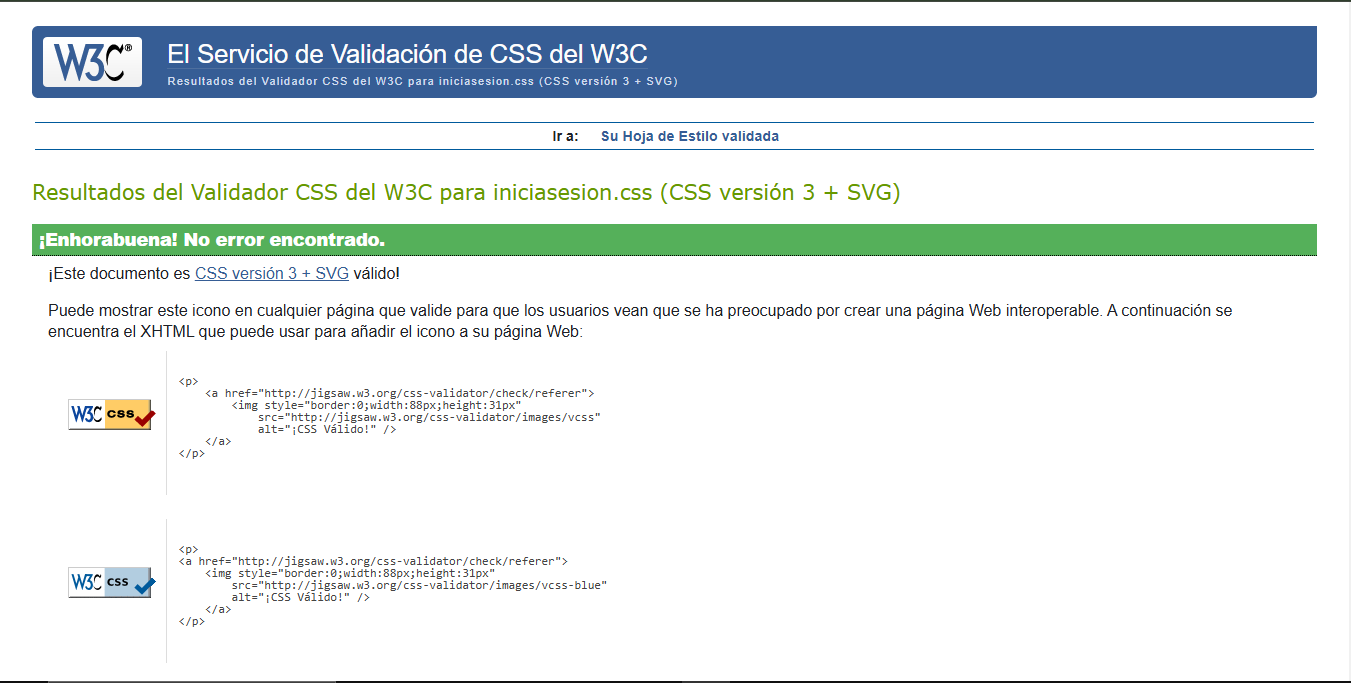 W3C®
El Servicio de Validación de CSS del W3C
Resultados del Validador CSS del W3C para iniciasesion.css (CSS versión 3 + SVG)
Ir a: Su Hoja de Estilo validada
Resultados del Validador CSS del W3C para iniciasesion.css (CSS versión 3 + SVG)
¡Enhorabuena! No error encontrado.
¡Este documento es CSS versión 3 + SVG válido!
Puede mostrar este icono en cualquier página que valide para que los usuarios vean que se ha preocupado por crear una página Web interoperable. A continuación se
encuentra el XHTML que puede usar para añadir el icono a su página Web:
W3C css
<p>
<a href="http://jigsaw.w3.org/css-validator/check/referer">
<img style="border:0;width:88px;height:31px"
src="http://jigsaw.w3.org/css-validator/images/vcss"
alt="¡CSS Válido!" />
</a>
</p>
W3C css
<p>
<a href="http://jigsaw.w3.org/css-validator/check/referer">
<img style="border:0;width:88px;height:31px"
src="http://jigsaw.w3.org/css-validator/images/vcss-blue"
alt="¡CSS Válido!" />
</a>
</p>